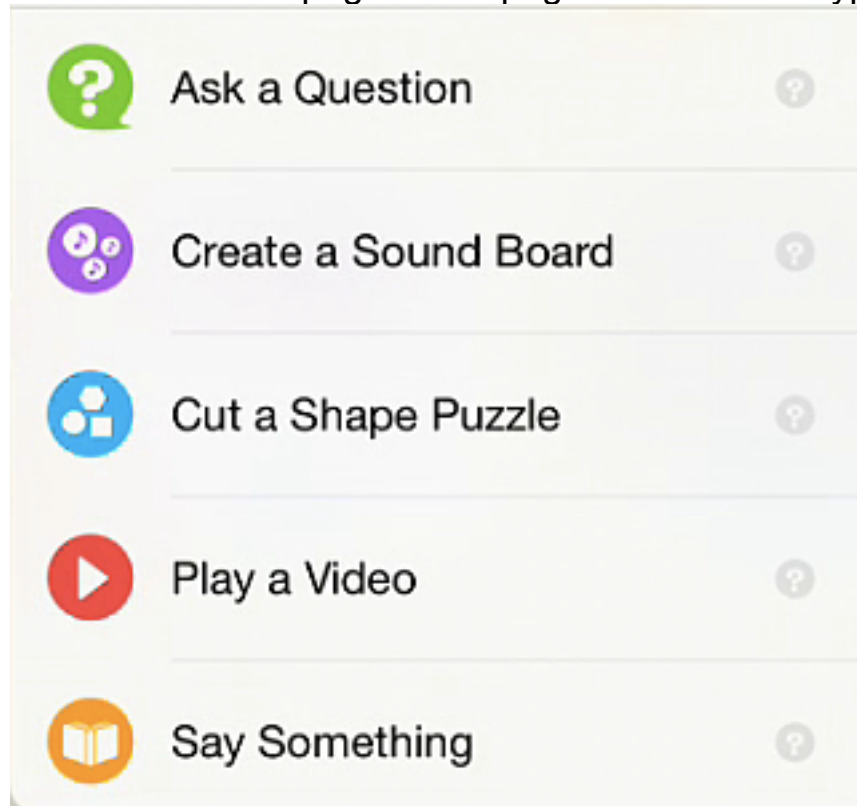 Ask a Question
Create a Sound Board
Cut a Shape Puzzle
Play a Video
Say Something